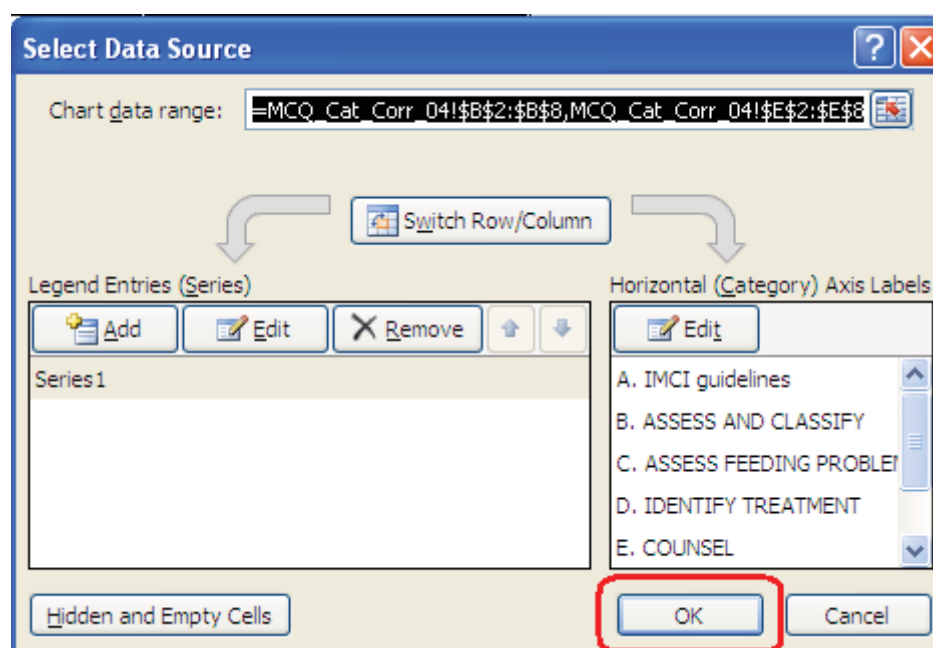 Select Data Source
Chart data range: =MCQ_Cat_Corr_04!$B$2:$B$8,MCQ_Cat_Corr_04!$E$2:$E$8
Switch Row/Column
Legend Entries (Series)
Horizontal (Category) Axis Labels
Add Edit Remove
Edit
Series1
A. IMCI guidelines
B. ASSESS AND CLASSIFY
C. ASSESS FEEDING PROBLEM
D. IDENTIFY TREATMENT
E. COUNSEL
Hidden and Empty Cells
OK Cancel